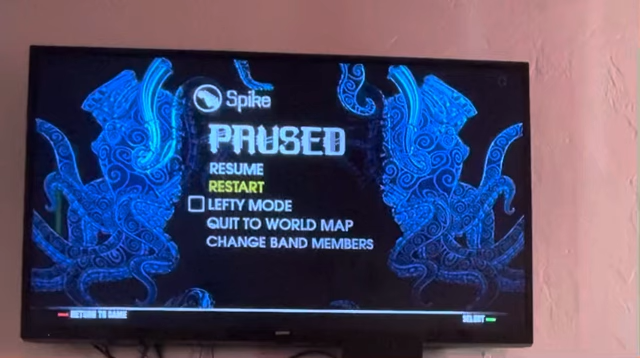 Spike
PAUSED
RESUME
RESTART
LEFTY MODE
QUIT TO WORLD MAP
CHANGE BAND MEMBERS
RETURN TO GAME
SELECT